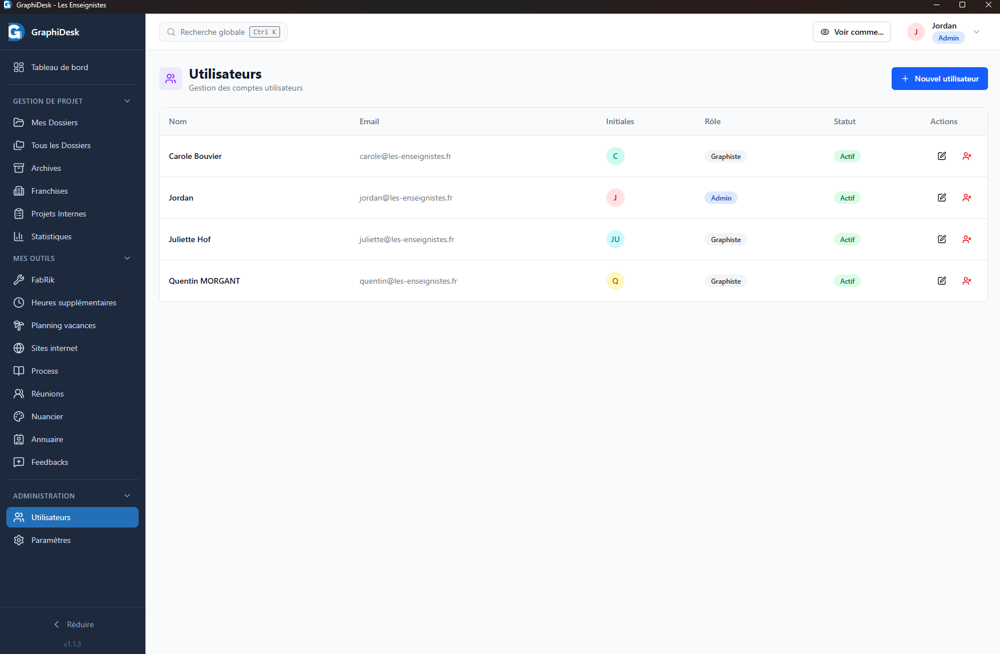 GraphiDesk - Les Enseignistes
GraphiDesk
Recherche globale Ctrl K
Voir comme...
J
Jordan
Admin
Tableau de bord
GESTION DE PROJET
Mes Dossiers
Tous les Dossiers
Archives
Franchises
Projets Internes
Statistiques
MES OUTILS
FabRik
Heures supplémentaires
Planning vacances
Sites internet
Process
Réunions
Nuancier
Annuaire
Feedbacks
ADMINISTRATION
Utilisateurs
Paramètres
Réduire
v1.1.3
Utilisateurs
Gestion des comptes utilisateurs
Nouvel utilisateur
Nom Email Initiales Rôle Statut Actions
Carole Bouvier carole@les-enseignistes.fr C Graphiste Actif
Jordan jordan@les-enseignistes.fr J Admin Actif
Juliette Hof juliette@les-enseignistes.fr JU Graphiste Actif
Quentin MORGANT quentin@les-enseignistes.fr Q Graphiste Actif